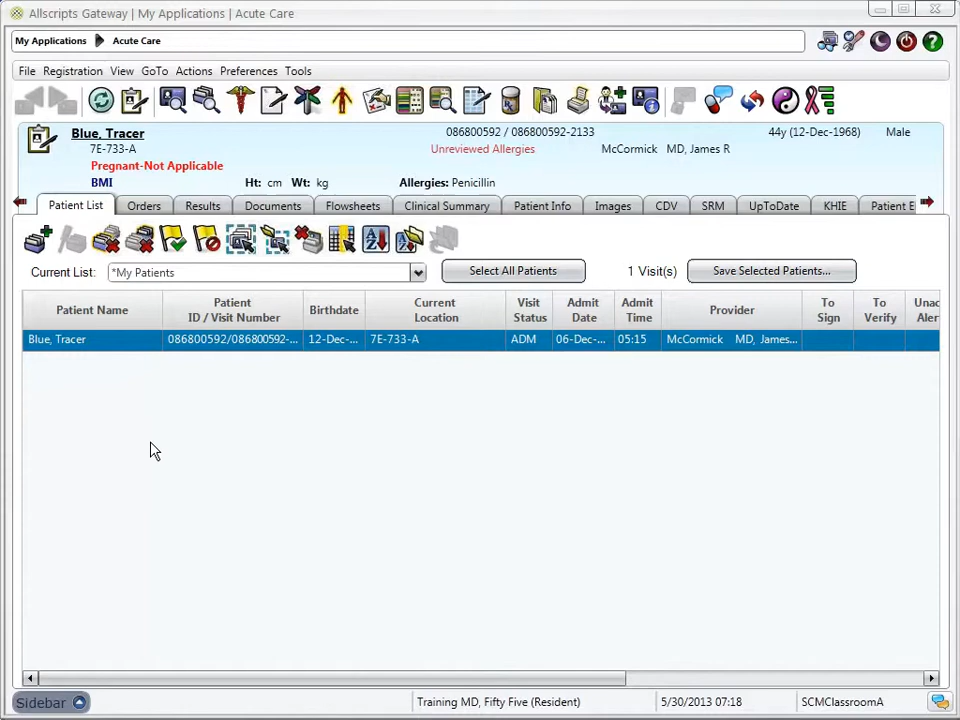 Allscripts Gateway | My Applications | Acute Care
My Applications Acute Care
File Registration View GoTo Actions Preferences Tools
Blue, Tracer 086800592 / 086800592-2133 44y (12-Dec-1968) Male
7E-733-A Unreviewed Allergies McCormick MD, James R
Pregnant-Not Applicable
BMI Ht: cm Wt: kg Allergies: Penicillin
Patient List Orders Results Documents Flowsheets Clinical Summary Patient Info Images CDV SRM UpToDate KHIE Patient E
Current List: *My Patients Select All Patients 1 Visit(s) Save Selected Patients...
Patient Name Patient ID / Visit Number Birthdate Current Location Visit Status Admit Date Admit Time Provider To Sign To Verify Unac Aler
Blue, Tracer 086800592/086800592-... 12-Dec-... 7E-733-A ADM 06-Dec-... 05:15 McCormick MD, James...
Sidebar Training MD, Fifty Five (Resident) 5/30/2013 07:18 SCMClassroomA